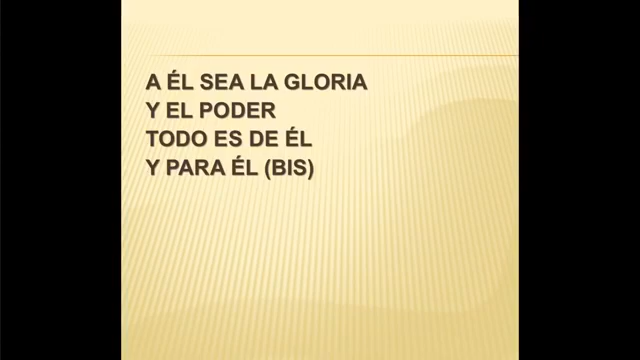 A ÉL SEA LA GLORIA
Y EL PODER
TODO ES DE ÉL
Y PARA ÉL (BIS)